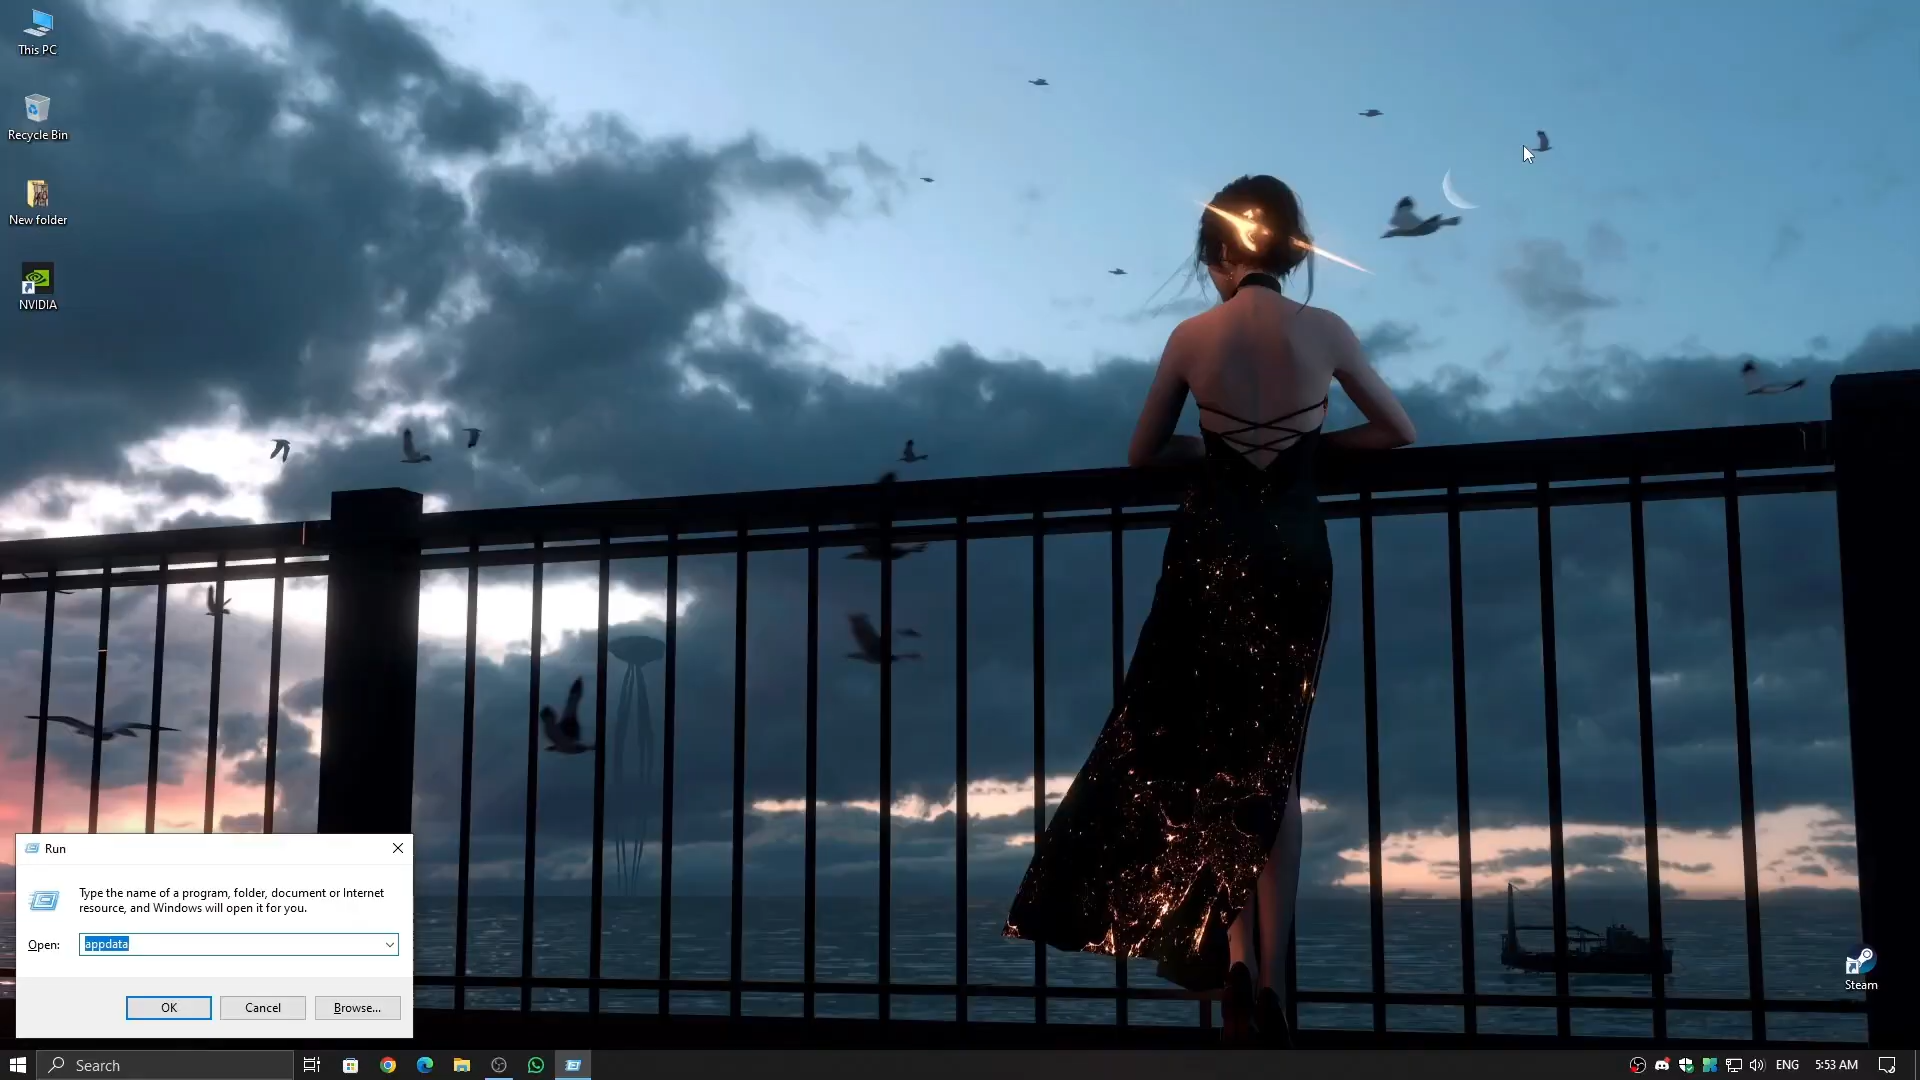 This PC
Recycle Bin
New folder
NVIDIA
Run
Type the name of a program, folder, document or Internet
resource, and Windows will open it for you.
Open:
appdata
OK
Cancel
Browse...
Steam
Search
ENG
5:53 AM